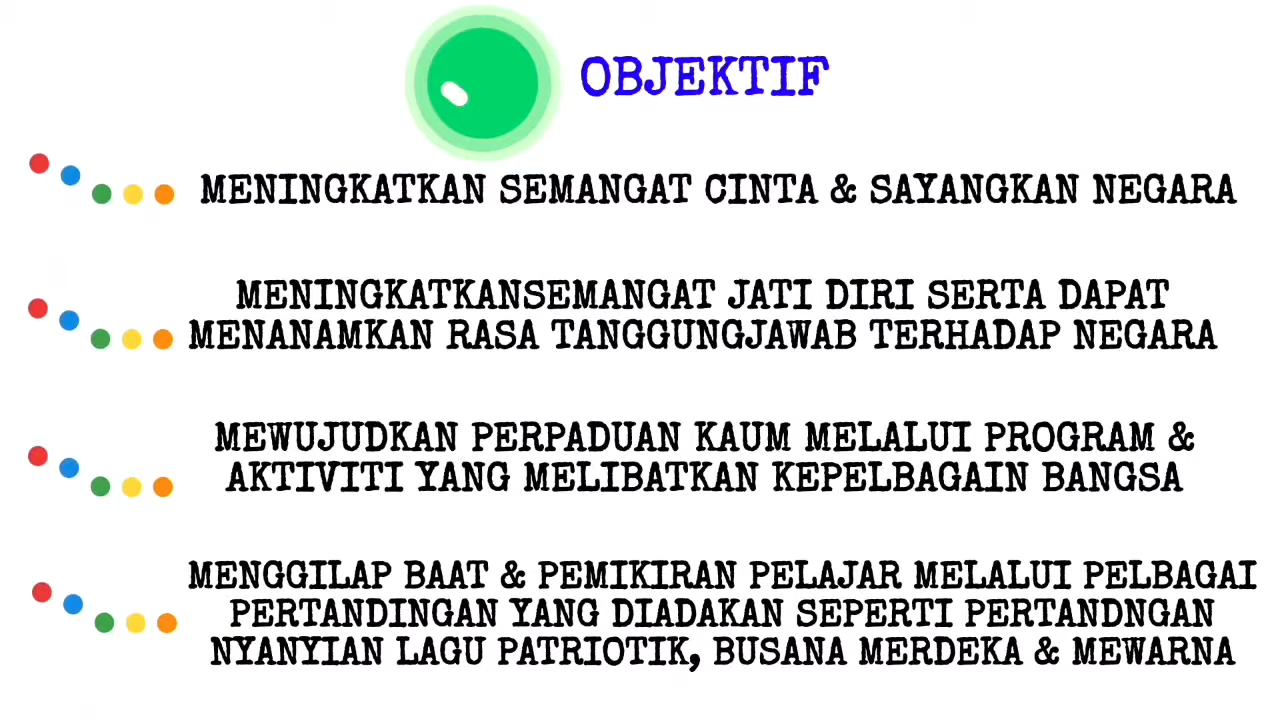 OBJEKTIF
MENINGKATKAN SEMANGAT CINTA & SAYANGKAN NEGARA
MENINGKATKANSEMANGAT JATI DIRI SERTA DAPAT
MENANAMKAN RASA TANGGUNGJAWAB TERHADAP NEGARA
MEWUJUDKAN PERPADUAN KAUM MELALUI PROGRAM &
AKTIVITI YANG MELIBATKAN KEPELBAGAIN BANGSA
MENGGILAP BAAT & PEMIKIRAN PELAJAR MELALUI PELBAGAI
PERTANDINGAN YANG DIADAKAN SEPERTI PERTANDNGAN
NYANYIAN LAGU PATRIOTIK, BUSANA MERDEKA & MEWARNA